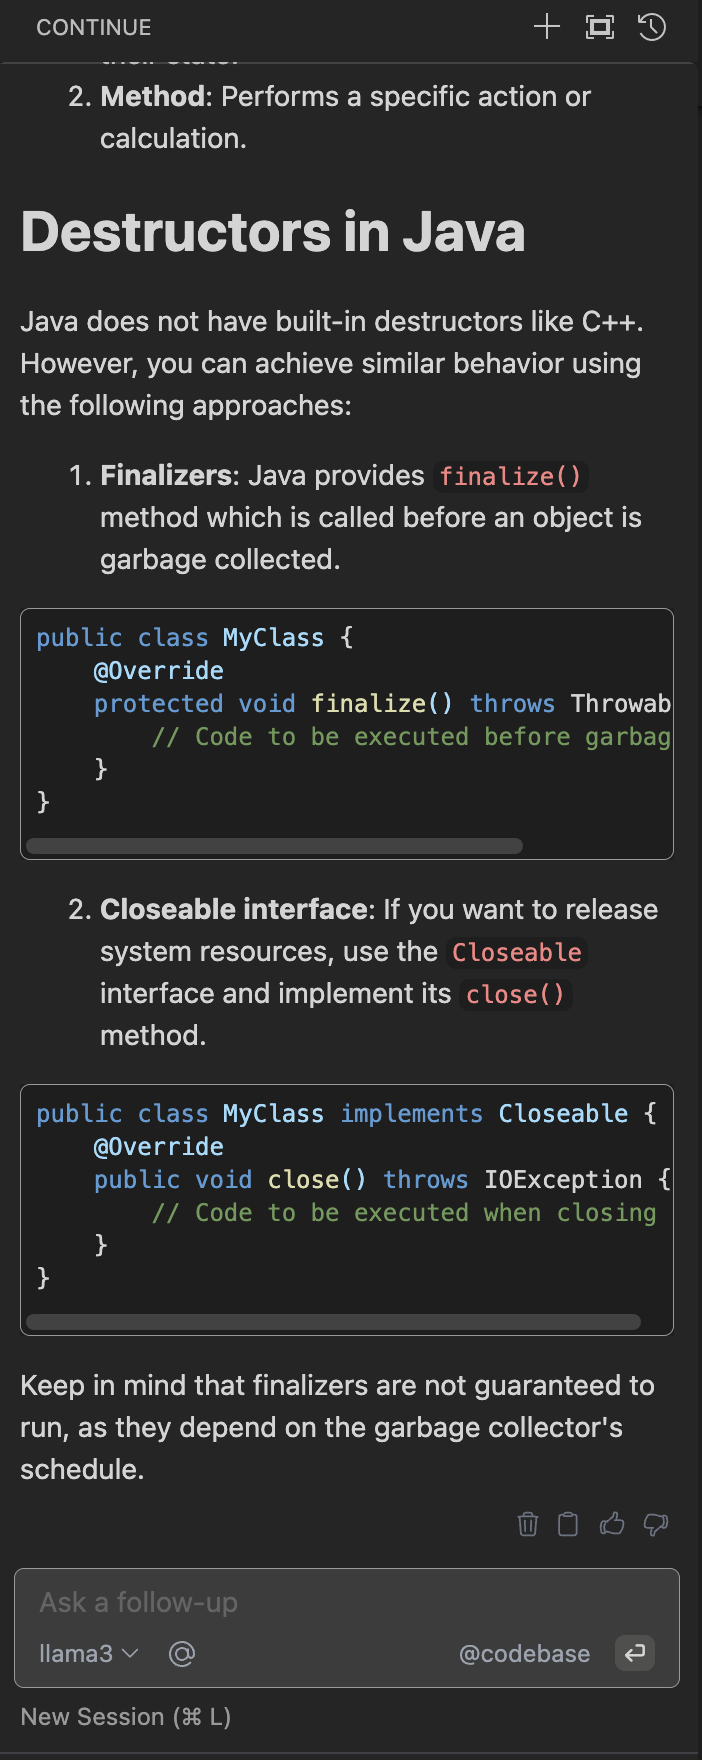 CONTINUE
their state.
2. Method: Performs a specific action or
calculation.
Destructors in Java
Java does not have built-in destructors like C++.
However, you can achieve similar behavior using
the following approaches:
1. Finalizers: Java provides finalize()
method which is called before an object is
garbage collected.
public class MyClass {
    @Override
    protected void finalize() throws Throwab
        // Code to be executed before garbag
    }
}
2. Closeable interface: If you want to release
system resources, use the Closeable
interface and implement its close()
method.
public class MyClass implements Closeable {
    @Override
    public void close() throws IOException {
        // Code to be executed when closing
    }
}
Keep in mind that finalizers are not guaranteed to
run, as they depend on the garbage collector's
schedule.
Ask a follow-up
llama3 @ @codebase
New Session (⌘ L)